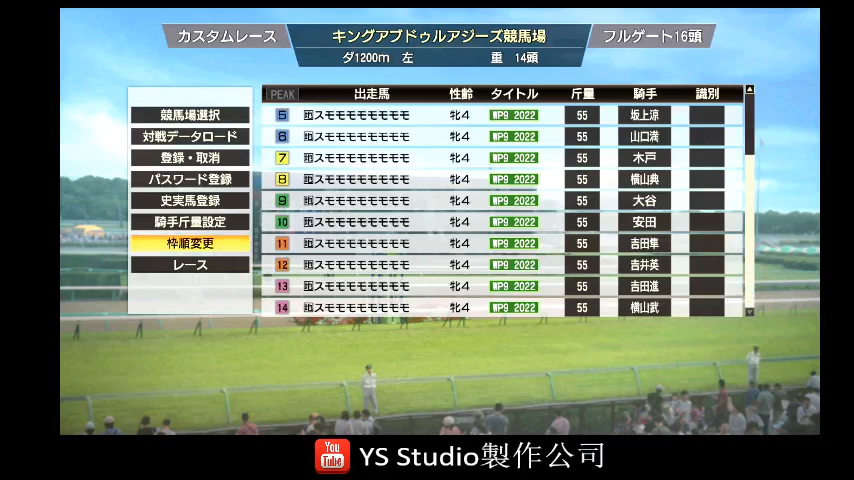 カスタムレース
キングアブドゥルアジーズ競馬場
フルゲート16頭
ダ1200m 左 重 14頭
競馬場選択
対戦データロード
登録・取消
パスワード登録
史実馬登録
騎手斤量設定
枠順変更
レース
PEAK 出走馬 性齢 タイトル 斤量 騎手 識別
5 スモモモモモモモモ 牝4 WP9 2022 55 坂上涼
6 スモモモモモモモモ 牝4 WP9 2022 55 山口満
7 スモモモモモモモモ 牝4 WP9 2022 55 木戸
8 スモモモモモモモモ 牝4 WP9 2022 55 横山典
9 スモモモモモモモモ 牝4 WP9 2022 55 大谷
10 スモモモモモモモモ 牝4 WP9 2022 55 安田
11 スモモモモモモモモ 牝4 WP9 2022 55 吉田隼
12 スモモモモモモモモ 牝4 WP9 2022 55 吉井英
13 スモモモモモモモモ 牝4 WP9 2022 55 吉田進
14 スモモモモモモモモ 牝4 WP9 2022 55 横山武
You Tube YS Studio製作公司